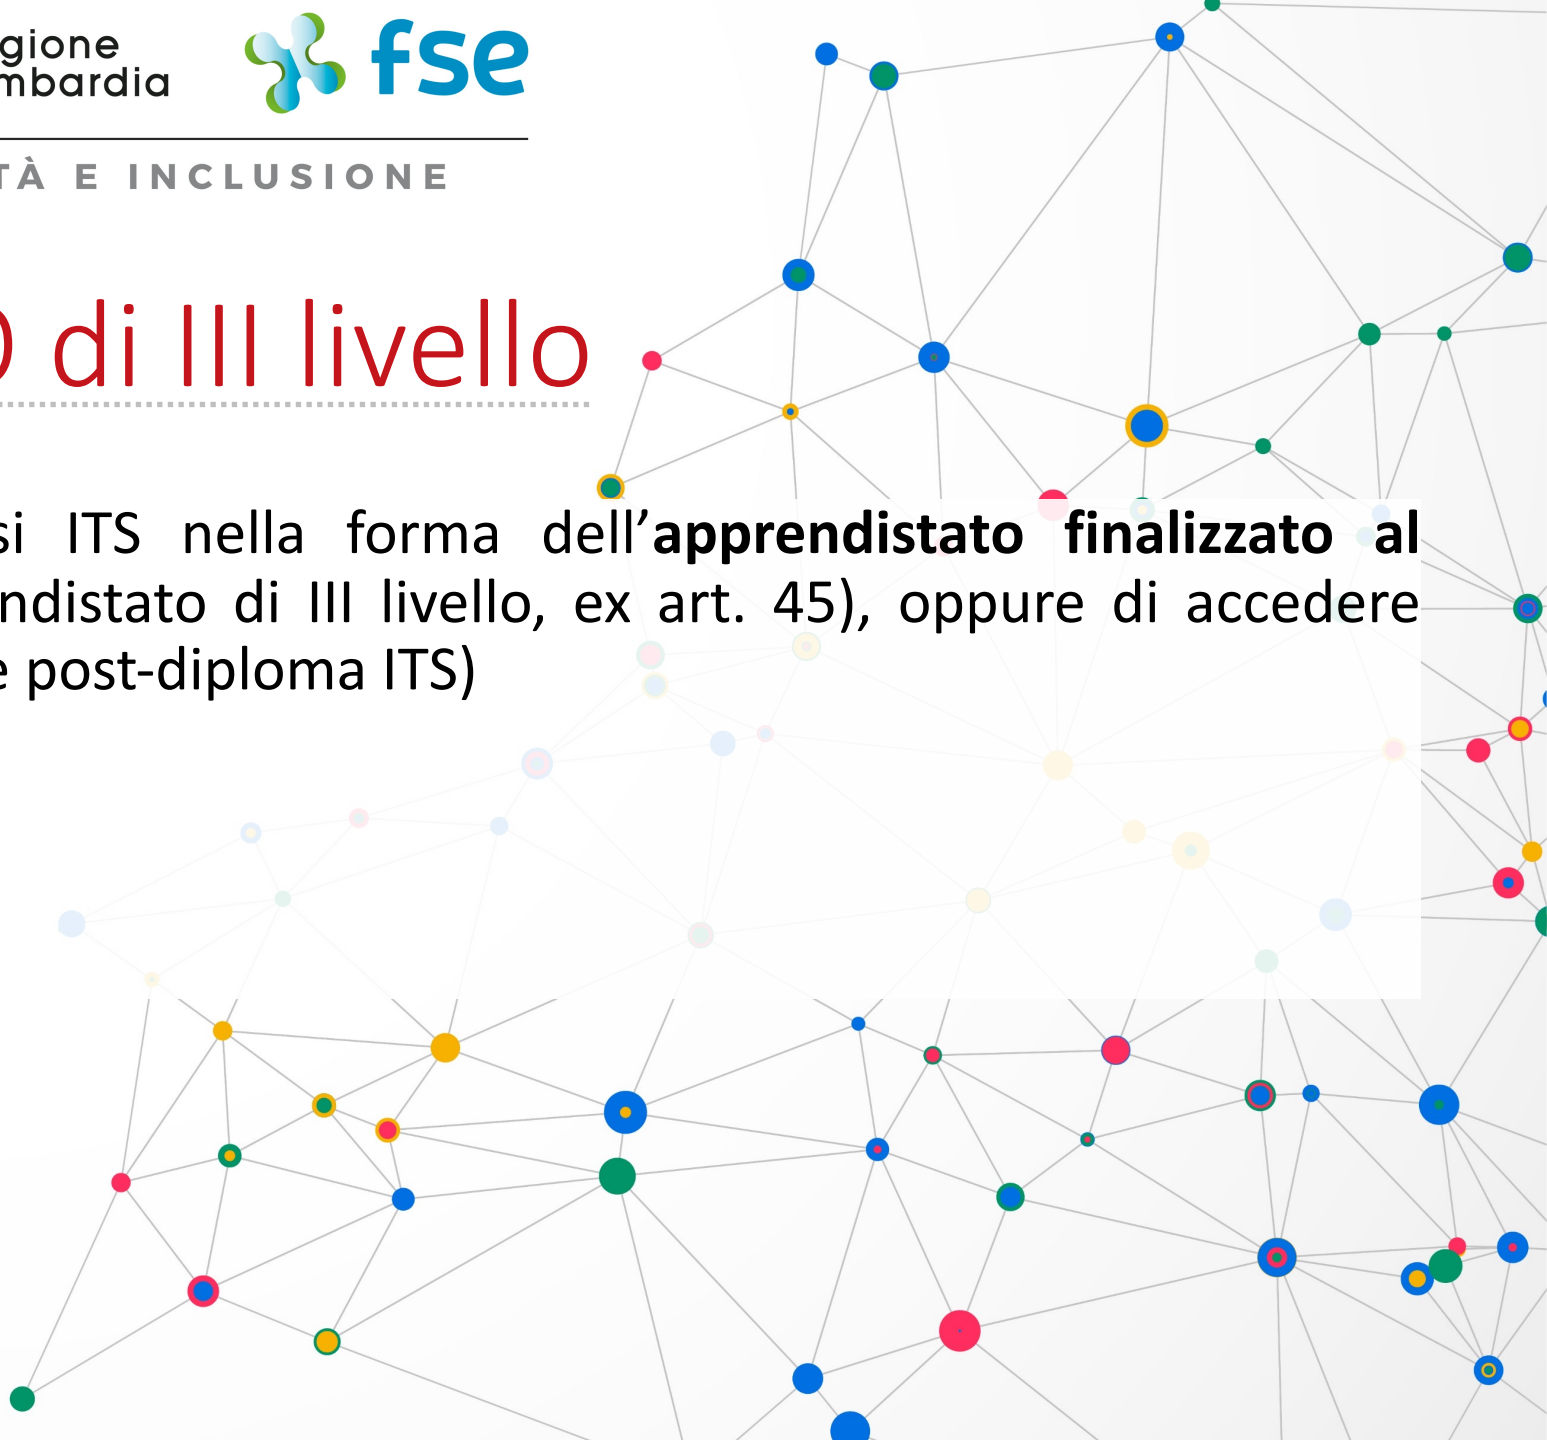 gione
mbardia
fse
TÀ E INCLUSIONE
di III livello
si ITS nella forma dell’apprendistato finalizzato al
ndistato di III livello, ex art. 45), oppure di accedere
e post-diploma ITS)